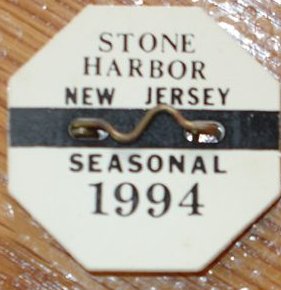 STONE
HARBOR
NEW JERSEY
SEASONAL
1994